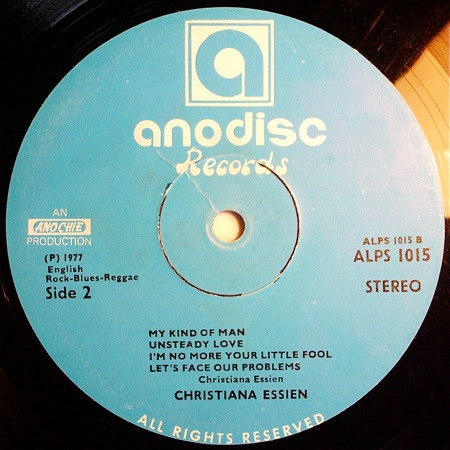 a
anodisc
Records
AN
ANOCHIE
PRODUCTION
(P) 1977
English
Rock-Blues-Reggae
Side 2
ALPS 1015 B
ALPS 1015
STEREO
MY KIND OF MAN
UNSTEADY LOVE
I'M NO MORE YOUR LITTLE FOOL
LET'S FACE OUR PROBLEMS
Christiana Essien
CHRISTIANA ESSIEN
ALL RIGHTS RESERVED